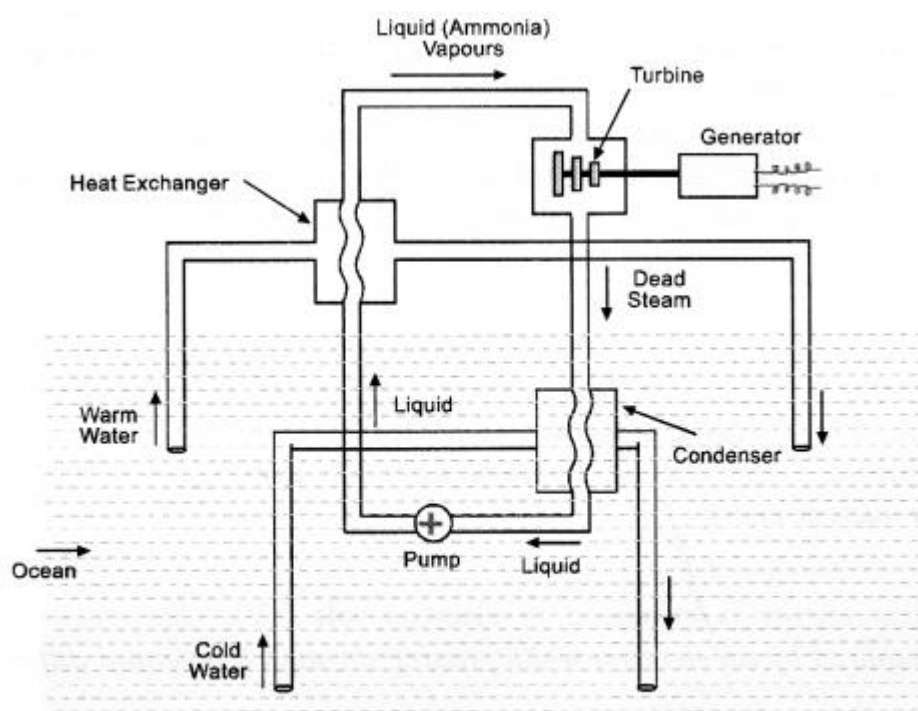 Liquid (Ammonia)
Vapours
Turbine
Generator
Heat Exchanger
Dead
Steam
Warm
Water
Liquid
Condenser
Pump
Liquid
Ocean
Cold
Water